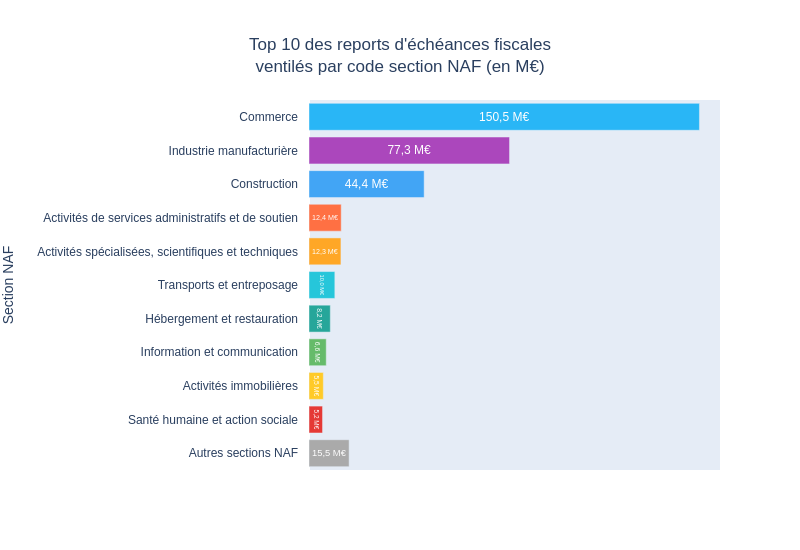 Top 10 des reports d'échéances fiscales
ventilés par code section NAF (en M€)
Section NAF
Commerce 150,5 M€
Industrie manufacturière 77,3 M€
Construction 44,4 M€
Activités de services administratifs et de soutien 12,4 M€
Activités spécialisées, scientifiques et techniques 12,3 M€
Transports et entreposage 10,0 M€
Hébergement et restauration 8,2 M€
Information et communication 6,6 M€
Activités immobilières M€
Santé humaine et action sociale 5,2 M€
Autres sections NAF 15,5 M€